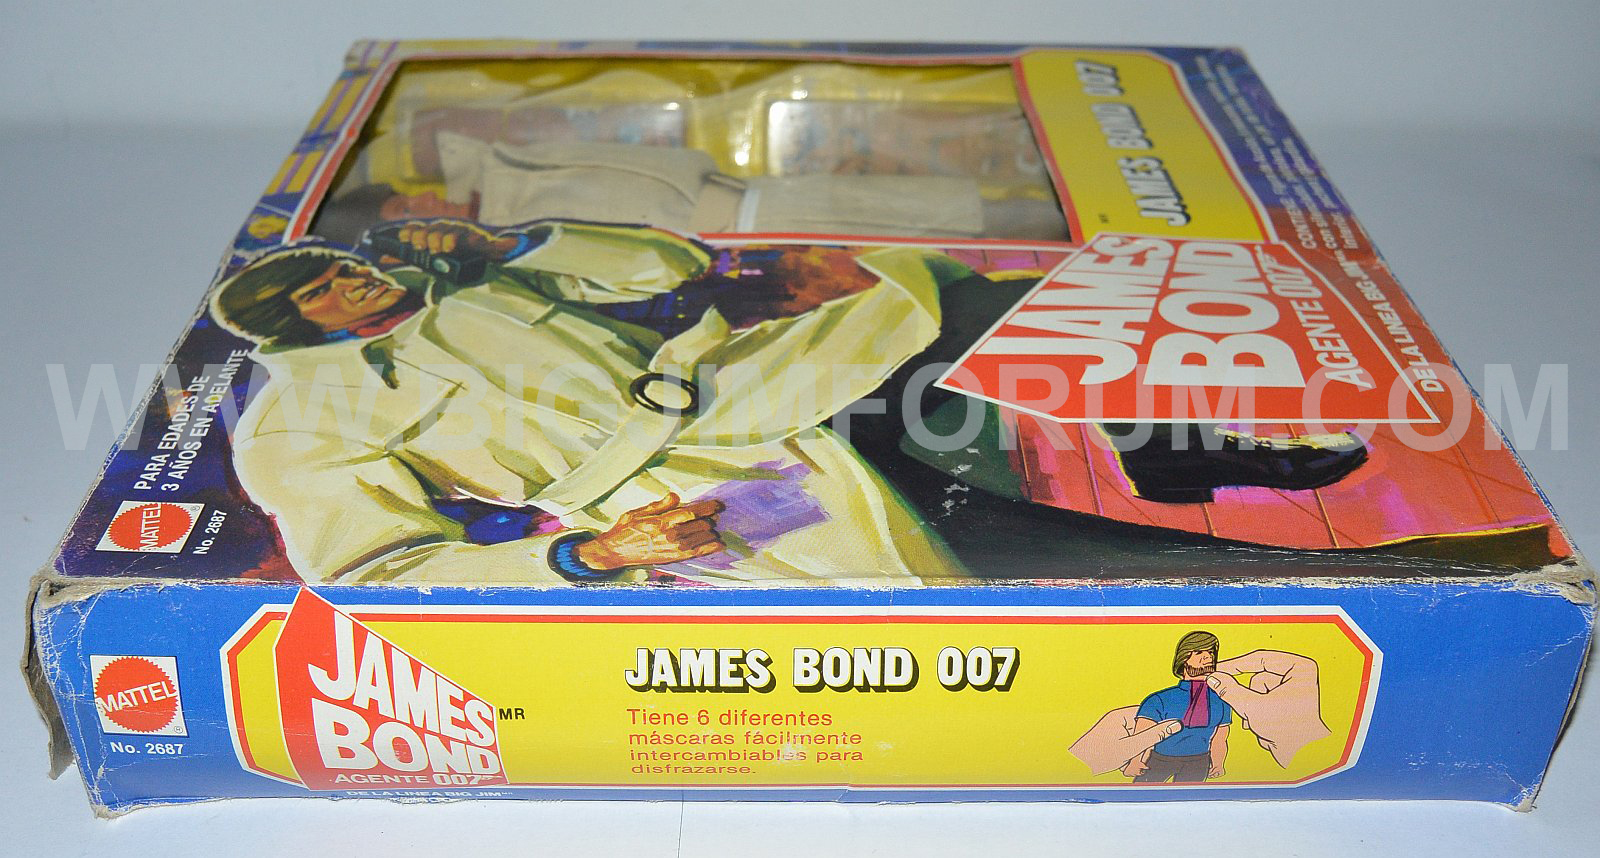 JAMES BOND 007
MR
JAMES
BOND
AGENTE 007
DE LA LINEA BIG JIM
PARA EDADES DE
3 AÑOS EN ADELANTE
MATTEL
No. 2687
WWW.BIGJIMFORUM.COM
MATTEL
No. 2687
JAMES
BOND
MR
AGENTE 007
DE LA LINEA BIG JIM
JAMES BOND 007
Tiene 6 diferentes
máscaras fácilmente
intercambiables para
disfrazarse.